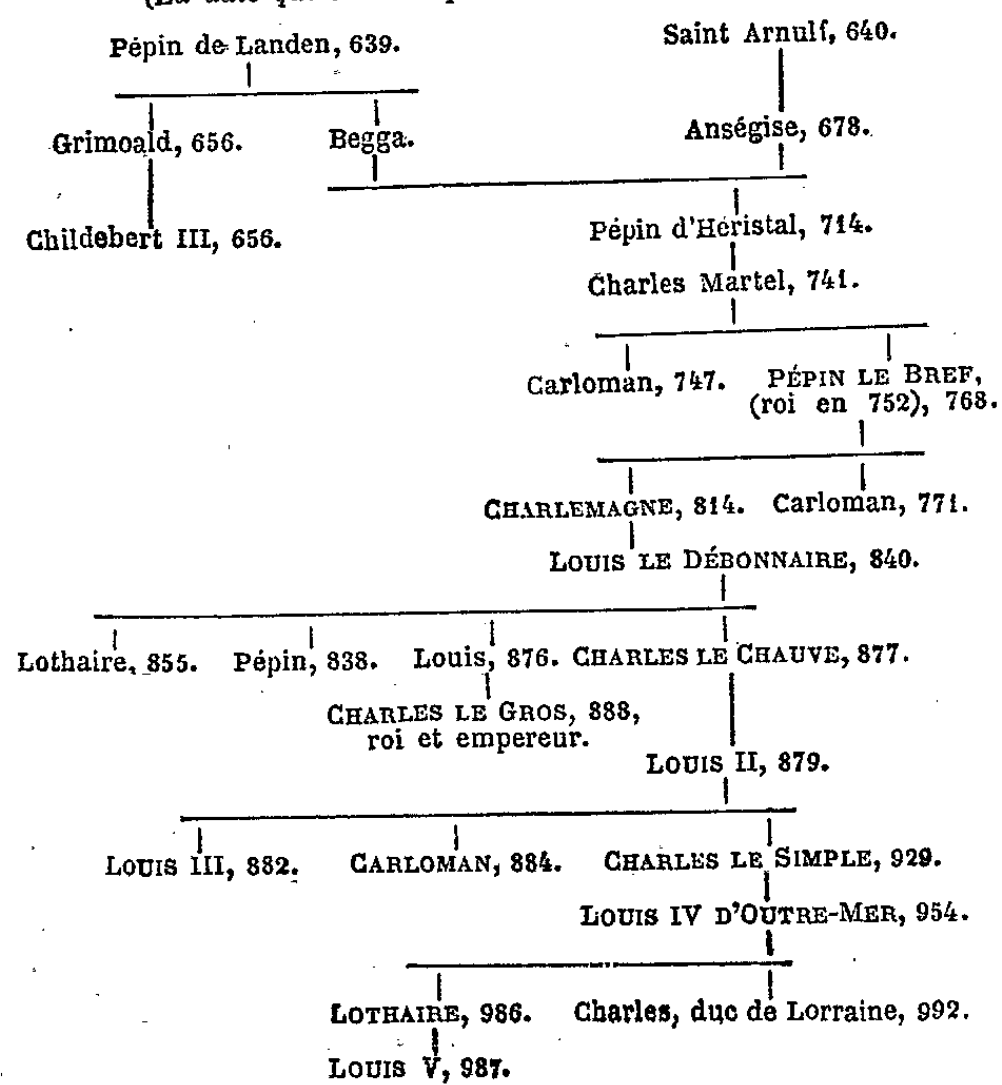 Pépin de Landen, 639.
Saint Arnulf, 640.
Grimoald, 656.
Begga.
Anségise, 678.
Childebert III, 656.
Pépin d'Héristal, 714.
Charles Martel, 741.
Carloman, 747.
PÉPIN LE BREF,
(roi en 752), 768.
CHARLEMAGNE, 814.
Carloman, 771.
LOUIS LE DÉBONNAIRE, 840.
Lothaire, 855.
Pépin, 838.
Louis, 876.
CHARLES LE CHAUVE, 877.
CHARLES LE GROS, 888,
roi et empereur.
LOUIS II, 879.
LOUIS III, 882.
CARLOMAN, 884.
CHARLES LE SIMPLE, 929.
LOUIS IV D'OUTRE-MER, 954.
LOTHAIRE, 986.
Charles, duc de Lorraine, 992.
LOUIS V, 987.